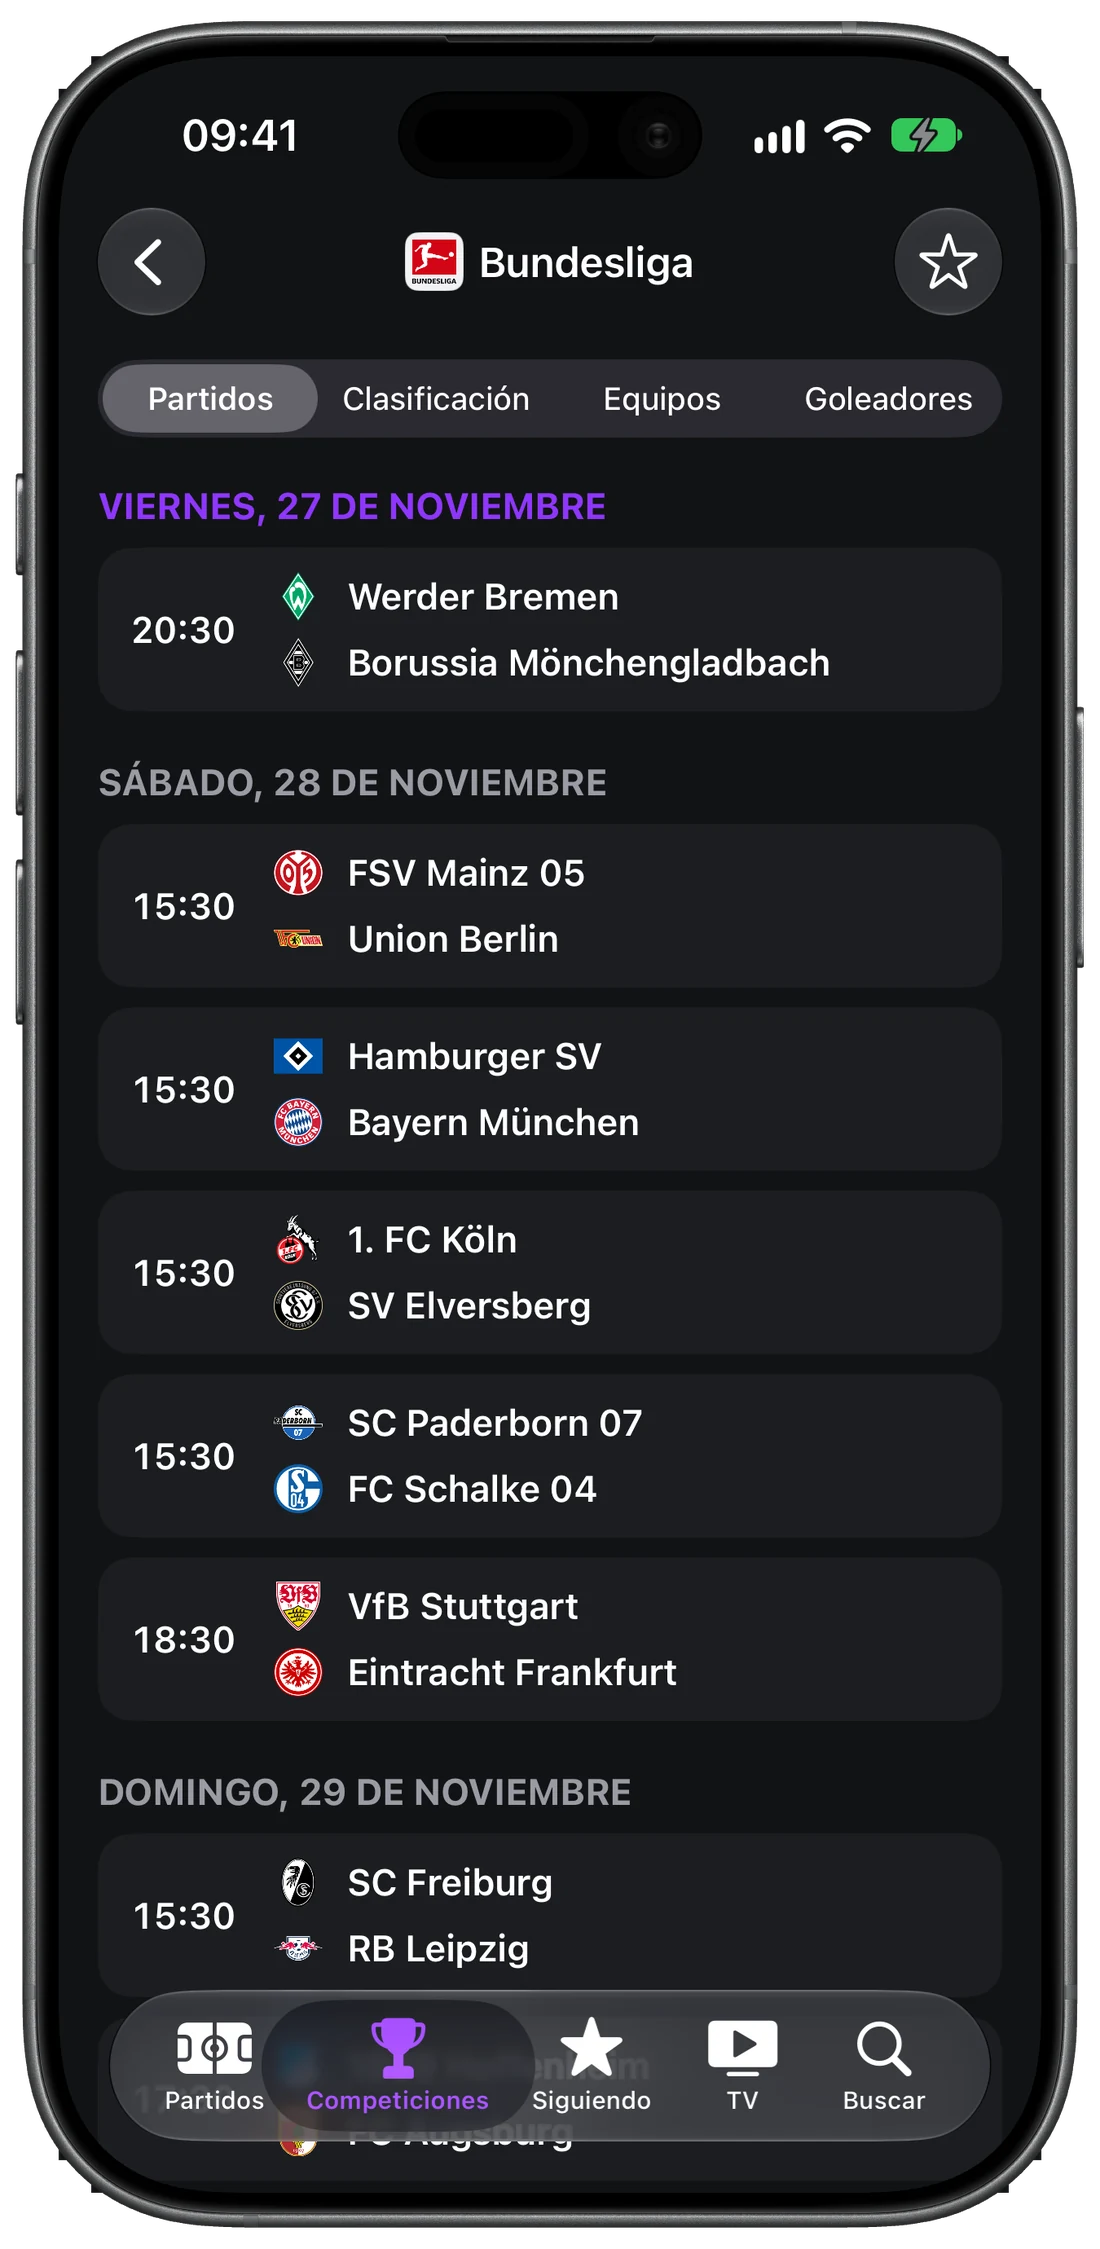 09:41
BUNDESLIGA
Bundesliga
Partidos Clasificación Equipos Goleadores
VIERNES, 27 DE NOVIEMBRE
20:30
Werder Bremen
Borussia Mönchengladbach
SÁBADO, 28 DE NOVIEMBRE
15:30
FSV Mainz 05
Union Berlin
15:30
Hamburger SV
Bayern München
15:30
1. FC Köln
SV Elversberg
15:30
SC Paderborn 07
FC Schalke 04
18:30
VfB Stuttgart
Eintracht Frankfurt
DOMINGO, 29 DE NOVIEMBRE
15:30
SC Freiburg
RB Leipzig
FC Augsburg
Partidos Competiciones Siguiendo TV Buscar